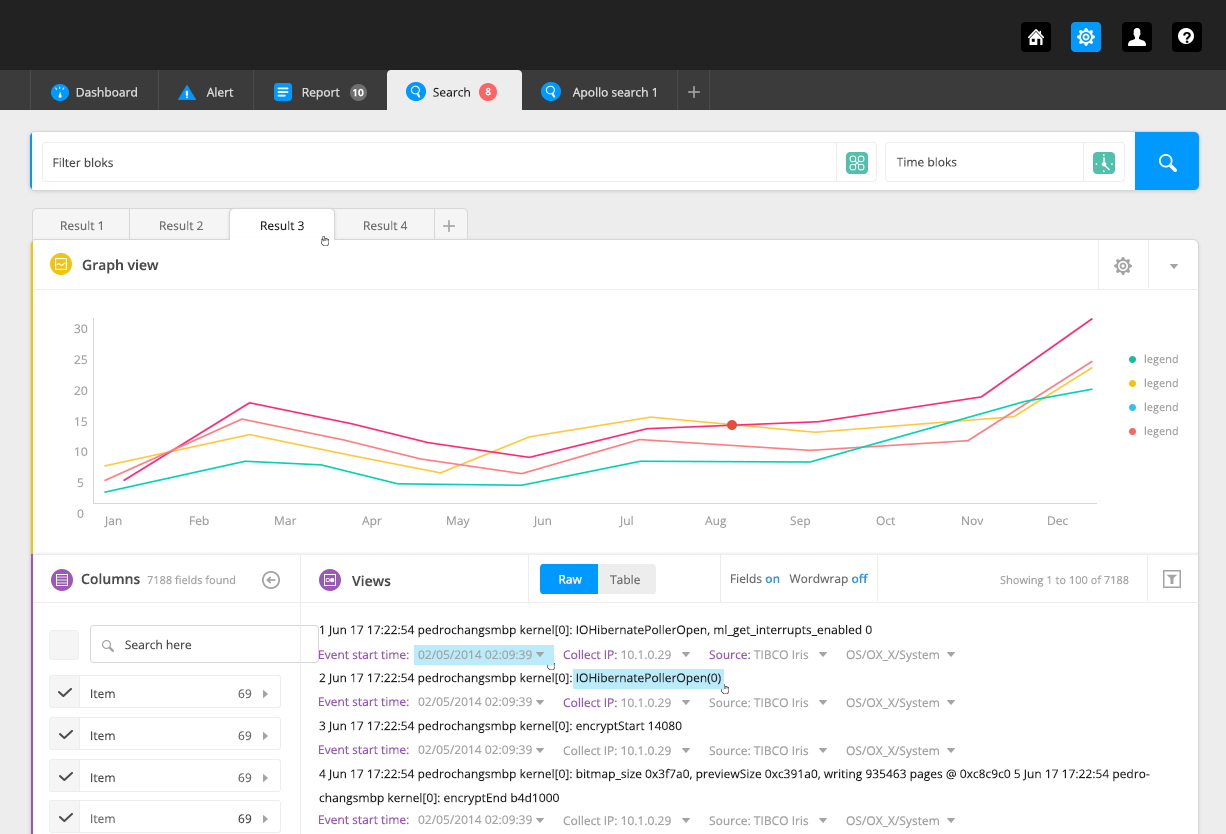 Dashboard Alert Report 10 Search 8 Apollo search 1 +
Filter bloks Time bloks
Result 1 Result 2 Result 3 Result 4 +
Graph view
30
25
20
15
10
5
0
Jan Feb Mar Apr May Jun Jul Aug Sep Oct Nov Dec
legend
legend
legend
legend
Columns 7188 fields found
Views Raw Table Fields on Wordwrap off Showing 1 to 100 of 7188
Search here
Item 69
Item 69
Item 69
Item 69
1 Jun 17 17:22:54 pedrochangsmbp kernel[0]: IOHibernatePollerOpen, ml_get_interrupts_enabled 0
Event start time: 02/05/2014 02:09:39 Collect IP: 10.1.0.29 Source: TIBCO Iris OS/OX_X/System
2 Jun 17 17:22:54 pedrochangsmbp kernel[0]: IOHibernatePollerOpen(0)
Event start time: 02/05/2014 02:09:39 Collect IP: 10.1.0.29 Source: TIBCO Iris OS/OX_X/System
3 Jun 17 17:22:54 pedrochangsmbp kernel[0]: encryptStart 14080
Event start time: 02/05/2014 02:09:39 Collect IP: 10.1.0.29 Source: TIBCO Iris OS/OX_X/System
4 Jun 17 17:22:54 pedrochangsmbp kernel[0]: bitmap_size 0x3f7a0, previewSize 0xc391a0, writing 935463 pages @ 0xc8c9c0 5 Jun 17 17:22:54 pedro-
changsmbp kernel[0]: encryptEnd b4d1000
Event start time: 02/05/2014 02:09:39 Collect IP: 10.1.0.29 Source: TIBCO Iris OS/OX_X/System